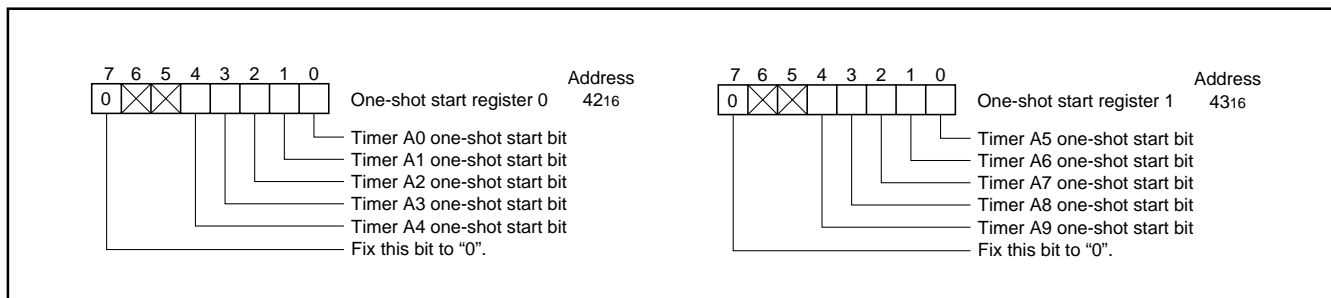 7 6 5 4 3 2 1 0
Address
0 One-shot start register 0 4216
Timer A0 one-shot start bit
Timer A1 one-shot start bit
Timer A2 one-shot start bit
Timer A3 one-shot start bit
Timer A4 one-shot start bit
Fix this bit to “0”.
7 6 5 4 3 2 1 0
Address
0 One-shot start register 1 4316
Timer A5 one-shot start bit
Timer A6 one-shot start bit
Timer A7 one-shot start bit
Timer A8 one-shot start bit
Timer A9 one-shot start bit
Fix this bit to “0”.